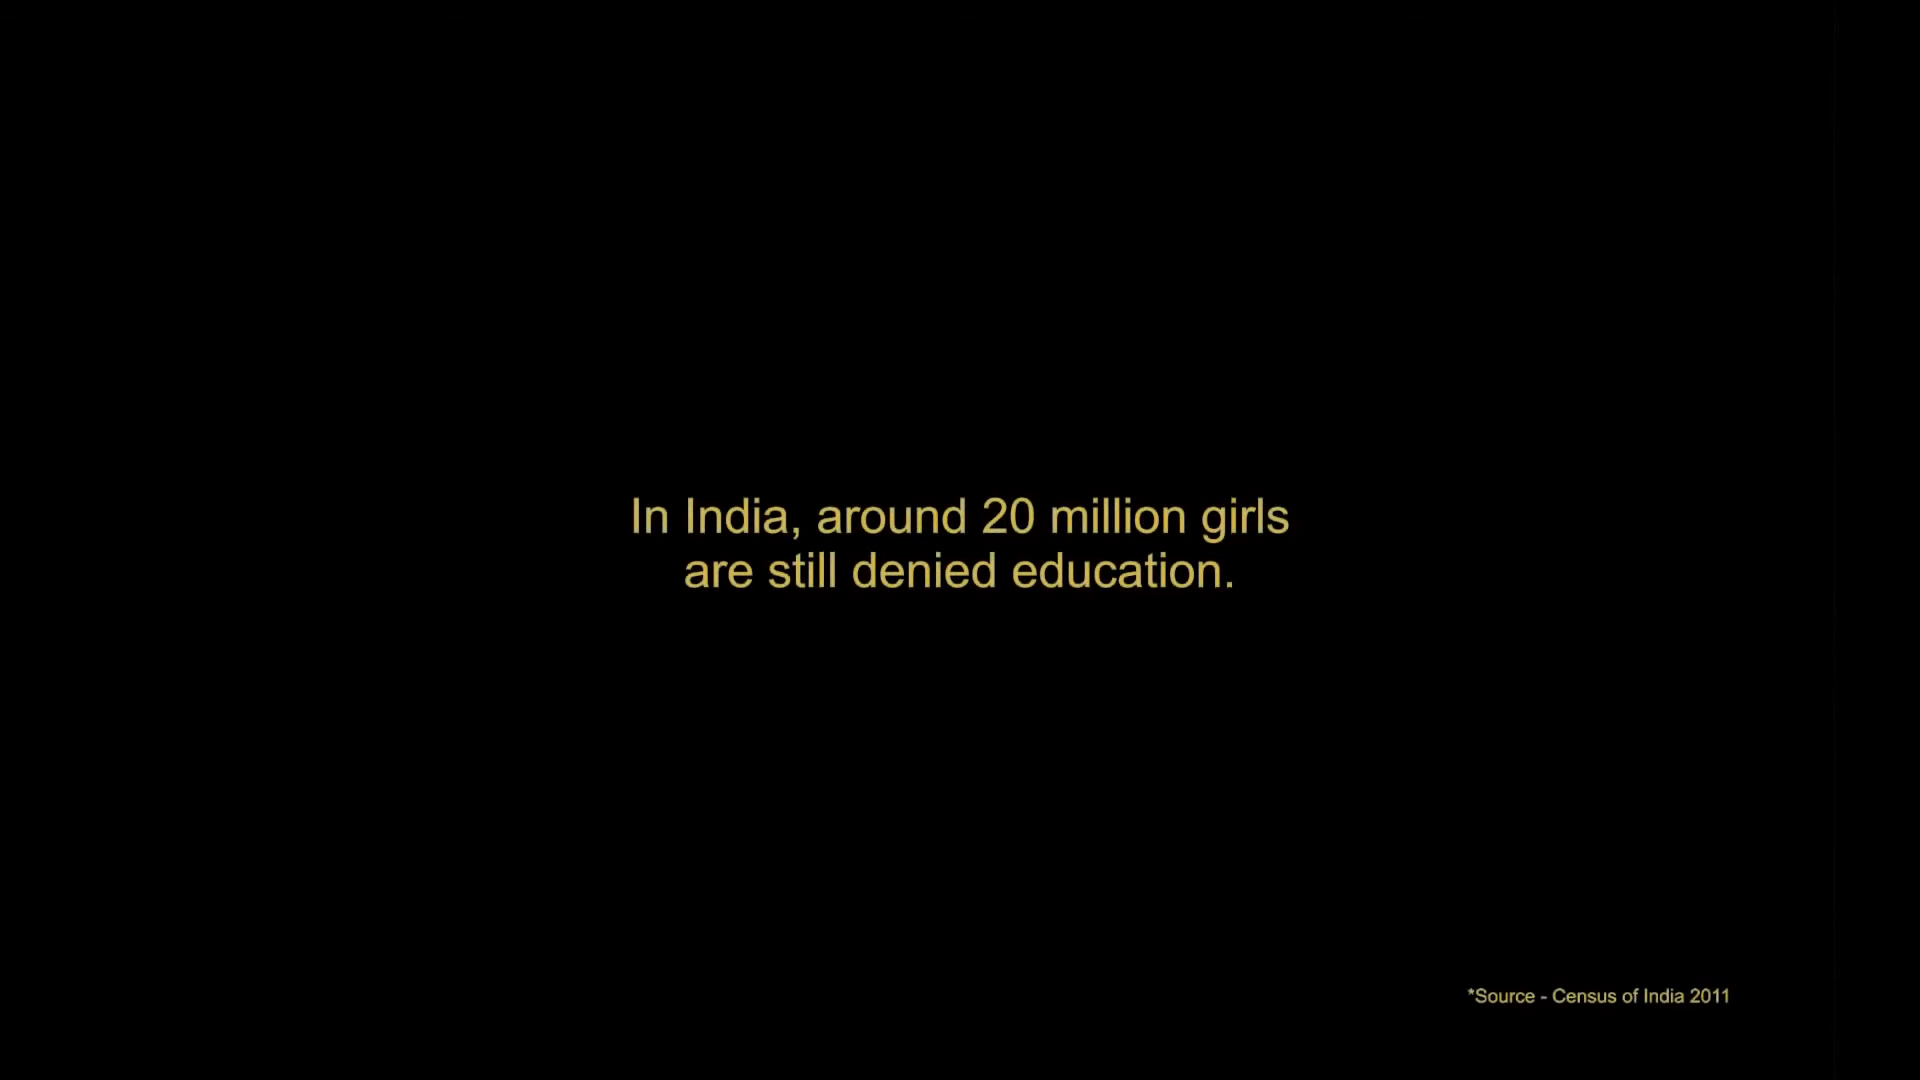 In India, around 20 million girls
are still denied education.
*Source - Census of India 2011